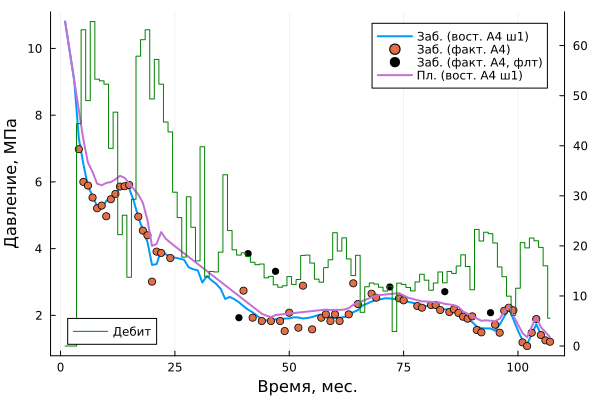 Заб. (вост. А4 ш1)
Заб. (факт. А4)
Заб. (факт. А4, флт)
Пл. (вост. А4 ш1)
Дебит
Давление, МПа
10
8
6
4
2
60
50
40
30
20
10
0
0
25
50
75
100
Время, мес.